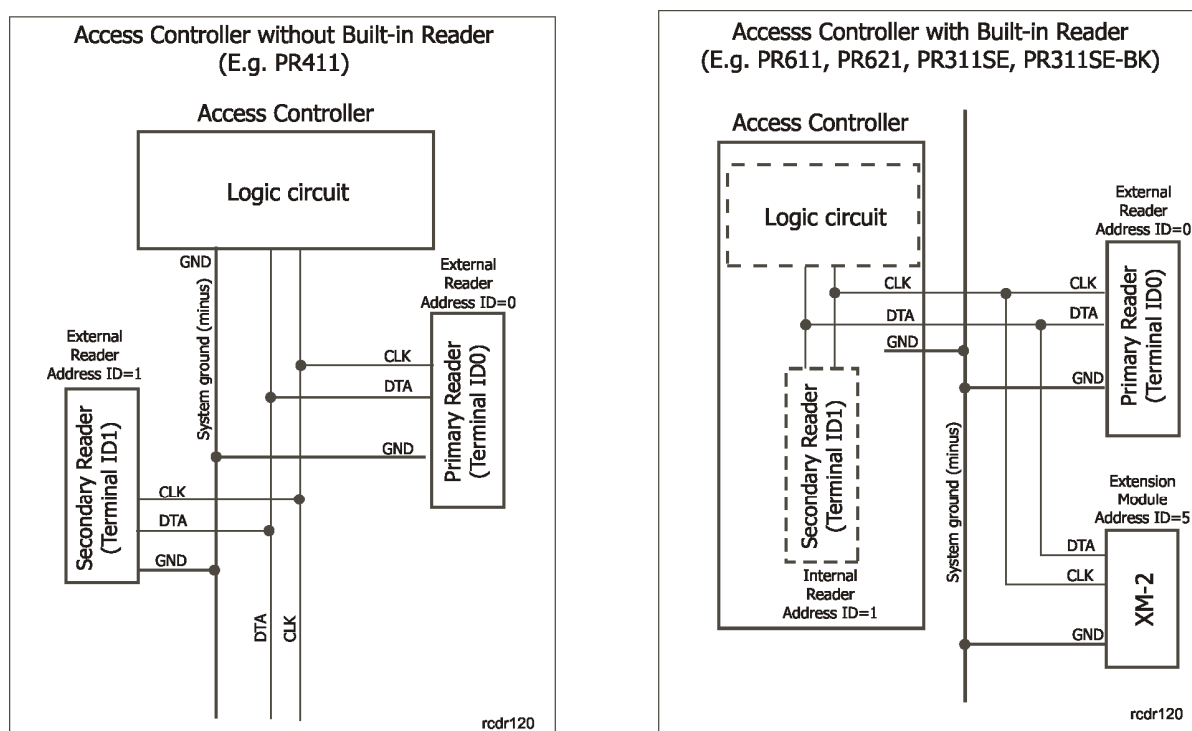 Access Controller without Built-in Reader
(E.g. PR411)
Access Controller
Logic circuit
GND
System ground (minus)
External
Reader
Address ID=0
CLK
DTA
GND
Primary Reader
(Terminal ID0)
External
Reader
Address ID=1
Secondary Reader
(Terminal ID1)
CLK
DTA
GND
DTA
CLK
rcdr120
Accesss Controller with Built-in Reader
(E.g. PR611, PR621, PR311SE, PR311SE-BK)
Access Controller
Logic circuit
External
Reader
Address ID=0
CLK
CLK
DTA
DTA
GND
GND
Primary Reader
(Terminal ID0)
Secondary Reader
(Terminal ID1)
Internal
Reader
Address ID=1
System ground (minus)
Extension
Module
Address ID=5
DTA
CLK
GND
XM-2
rcdr120